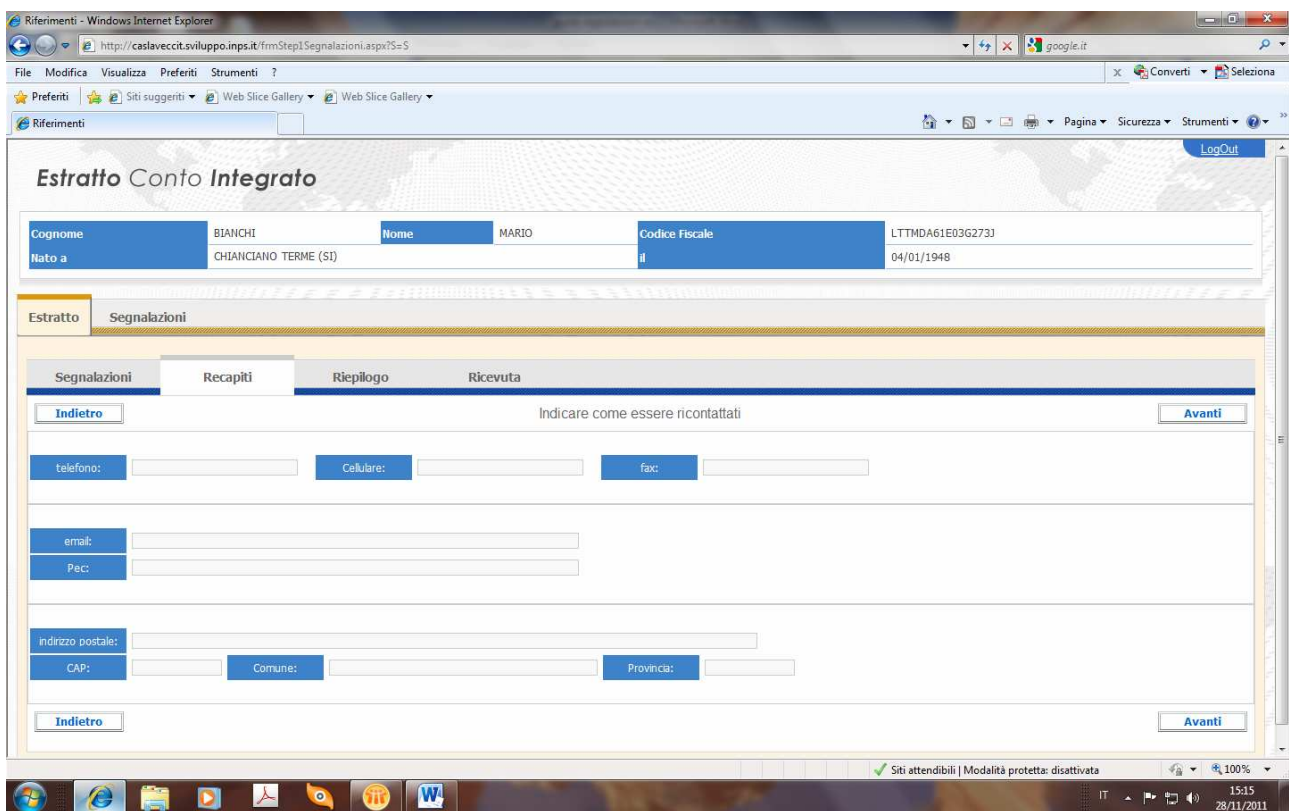 Riferimenti - Windows Internet Explorer
http://caslaveccit.sviluppo.inps.it/frmStep1Segnalazioni.aspx?S=S
google.it
File Modifica Visualizza Preferiti Strumenti ?
x Converti Seleziona
Preferiti Siti suggeriti Web Slice Gallery Web Slice Gallery
Riferimenti
Pagina Sicurezza Strumenti
LogOut
Estratto Conto Integrato
Cognome BIANCHI Nome MARIO Codice Fiscale LTTMDA61E03G273J
Nato a CHIANCIANO TERME (SI) il 04/01/1948
Estratto Segnalazioni
Segnalazioni Recapiti Riepilogo Ricevuta
Indietro Indicare come essere ricontattati Avanti
telefono: Cellulare: fax:
email:
Pec:
indirizzo postale:
CAP: Comune: Provincia:
Indietro Avanti
Siti attendibili | Modalità protetta: disattivata 100%
IT 15:15
28/11/2011